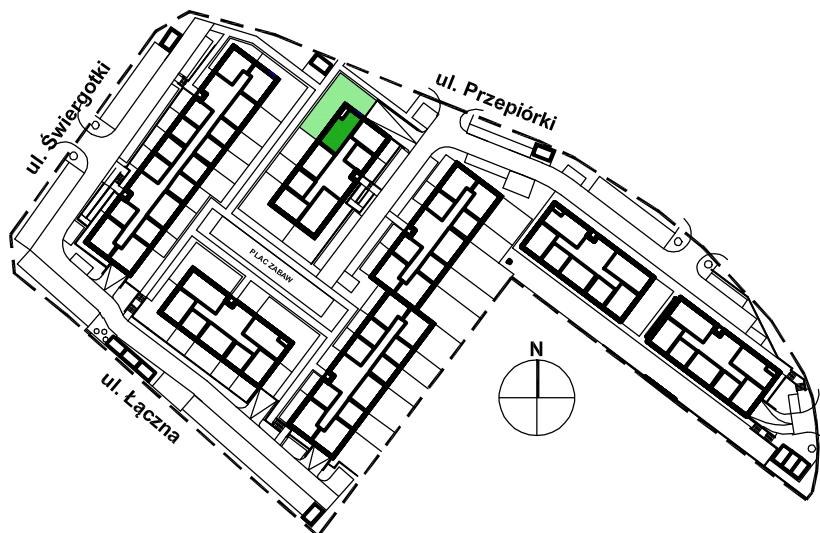 ul. Świergotki
ul. Przepiórki
PLAC ZABAW
N
ul. Łączna